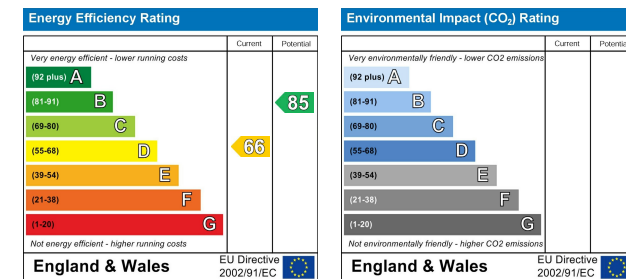 Energy Efficiency Rating
Current Potential
Very energy efficient - lower running costs
(92 plus) A
(81-91) B
(69-80) C
(55-68) D
(39-54) E
(21-38) F
(1-20) G
85
66
Not energy efficient - higher running costs
England & Wales
EU Directive
2002/91/EC
Environmental Impact (CO₂) Rating
Current Potential
Very environmentally friendly - lower CO2 emissions
(92 plus) A
(81-91) B
(69-80) C
(55-68) D
(39-54) E
(21-38) F
(1-20) G
Not environmentally friendly - higher CO2 emissions
England & Wales
EU Directive
2002/91/EC